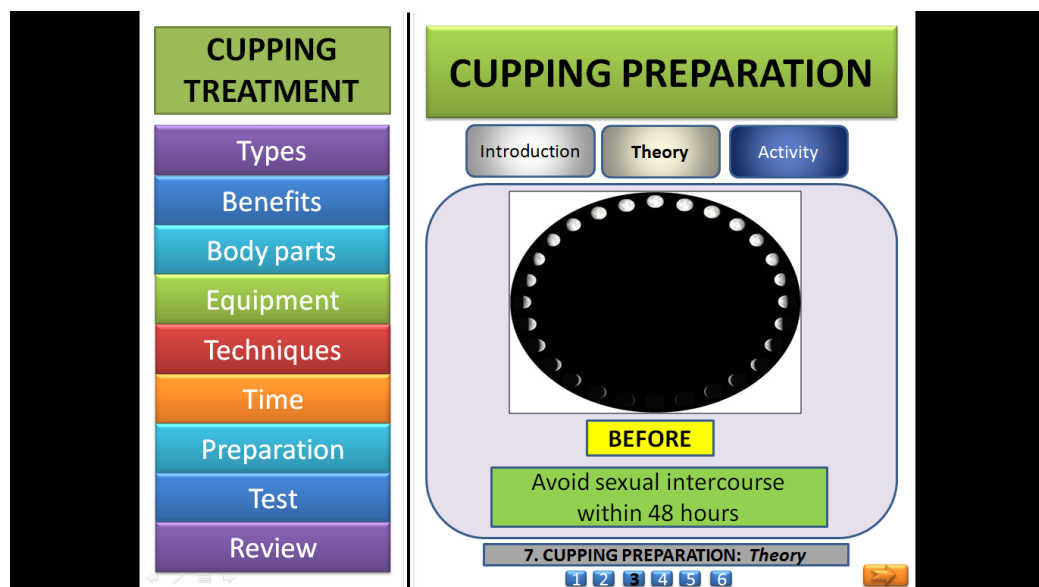 CUPPING
TREATMENT
Types
Benefits
Body parts
Equipment
Techniques
Time
Preparation
Test
Review
CUPPING PREPARATION
Introduction
Theory
Activity
BEFORE
Avoid sexual intercourse
within 48 hours
7. CUPPING PREPARATION: Theory
1 2 3 4 5 6